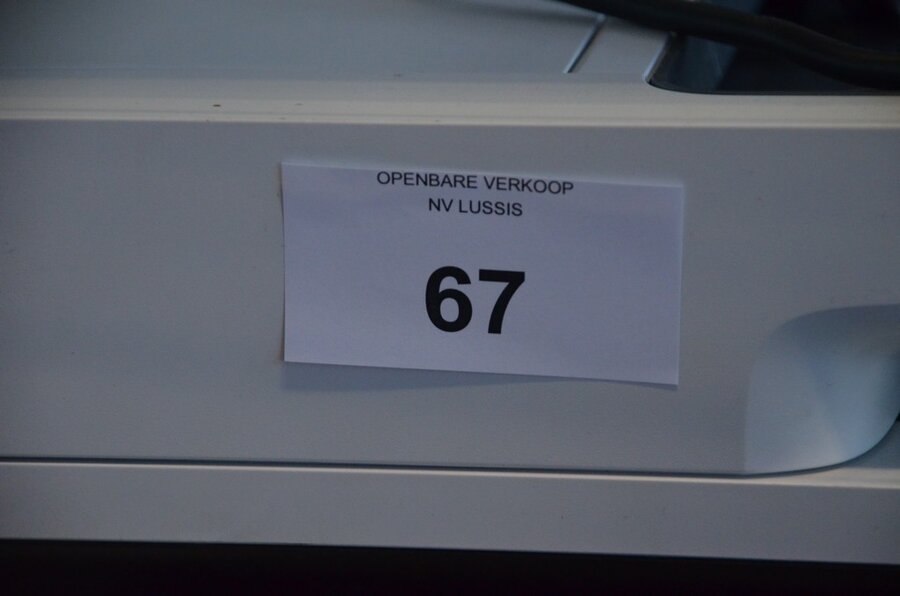 OPENBARE VERKOOP
NV LUSSIS
67